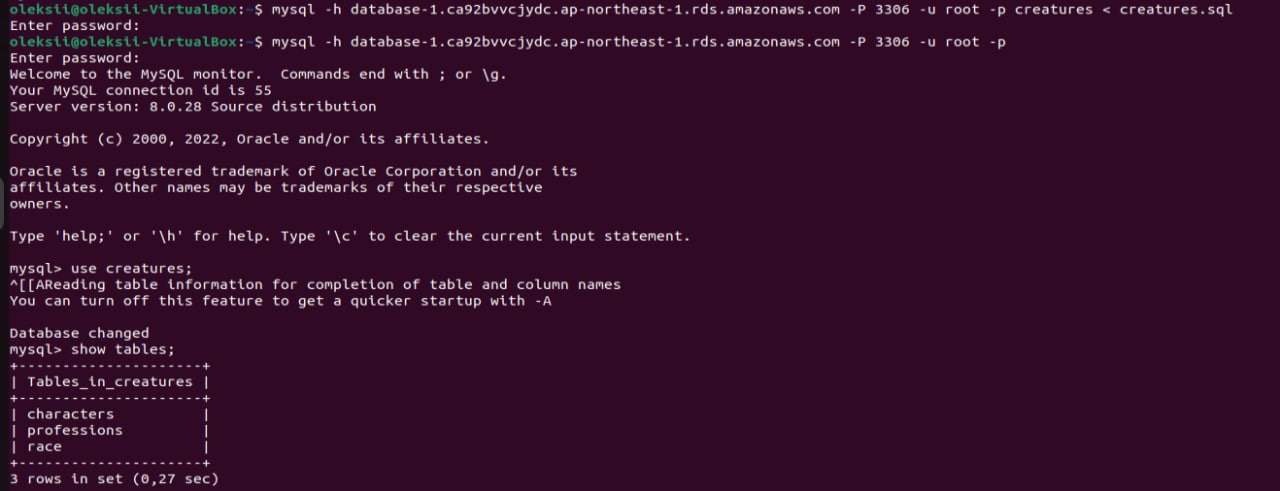 oleksii@oleksii-VirtualBox:~$ mysql -h database-1.ca92bvvcjydc.ap-northeast-1.rds.amazonaws.com -P 3306 -u root -p creatures < creatures.sql
Enter password:
oleksii@oleksii-VirtualBox:~$ mysql -h database-1.ca92bvvcjydc.ap-northeast-1.rds.amazonaws.com -P 3306 -u root -p
Enter password:
Welcome to the MySQL monitor.  Commands end with ; or \g.
Your MySQL connection id is 55
Server version: 8.0.28 Source distribution

Copyright (c) 2000, 2022, Oracle and/or its affiliates.

Oracle is a registered trademark of Oracle Corporation and/or its
affiliates. Other names may be trademarks of their respective
owners.

Type 'help;' or '\h' for help. Type '\c' to clear the current input statement.

mysql> use creatures;
^[[AReading table information for completion of table and column names
You can turn off this feature to get a quicker startup with -A

Database changed
mysql> show tables;
+---------------------+
| Tables_in_creatures |
+---------------------+
| characters          |
| professions         |
| race                |
+---------------------+
3 rows in set (0,27 sec)